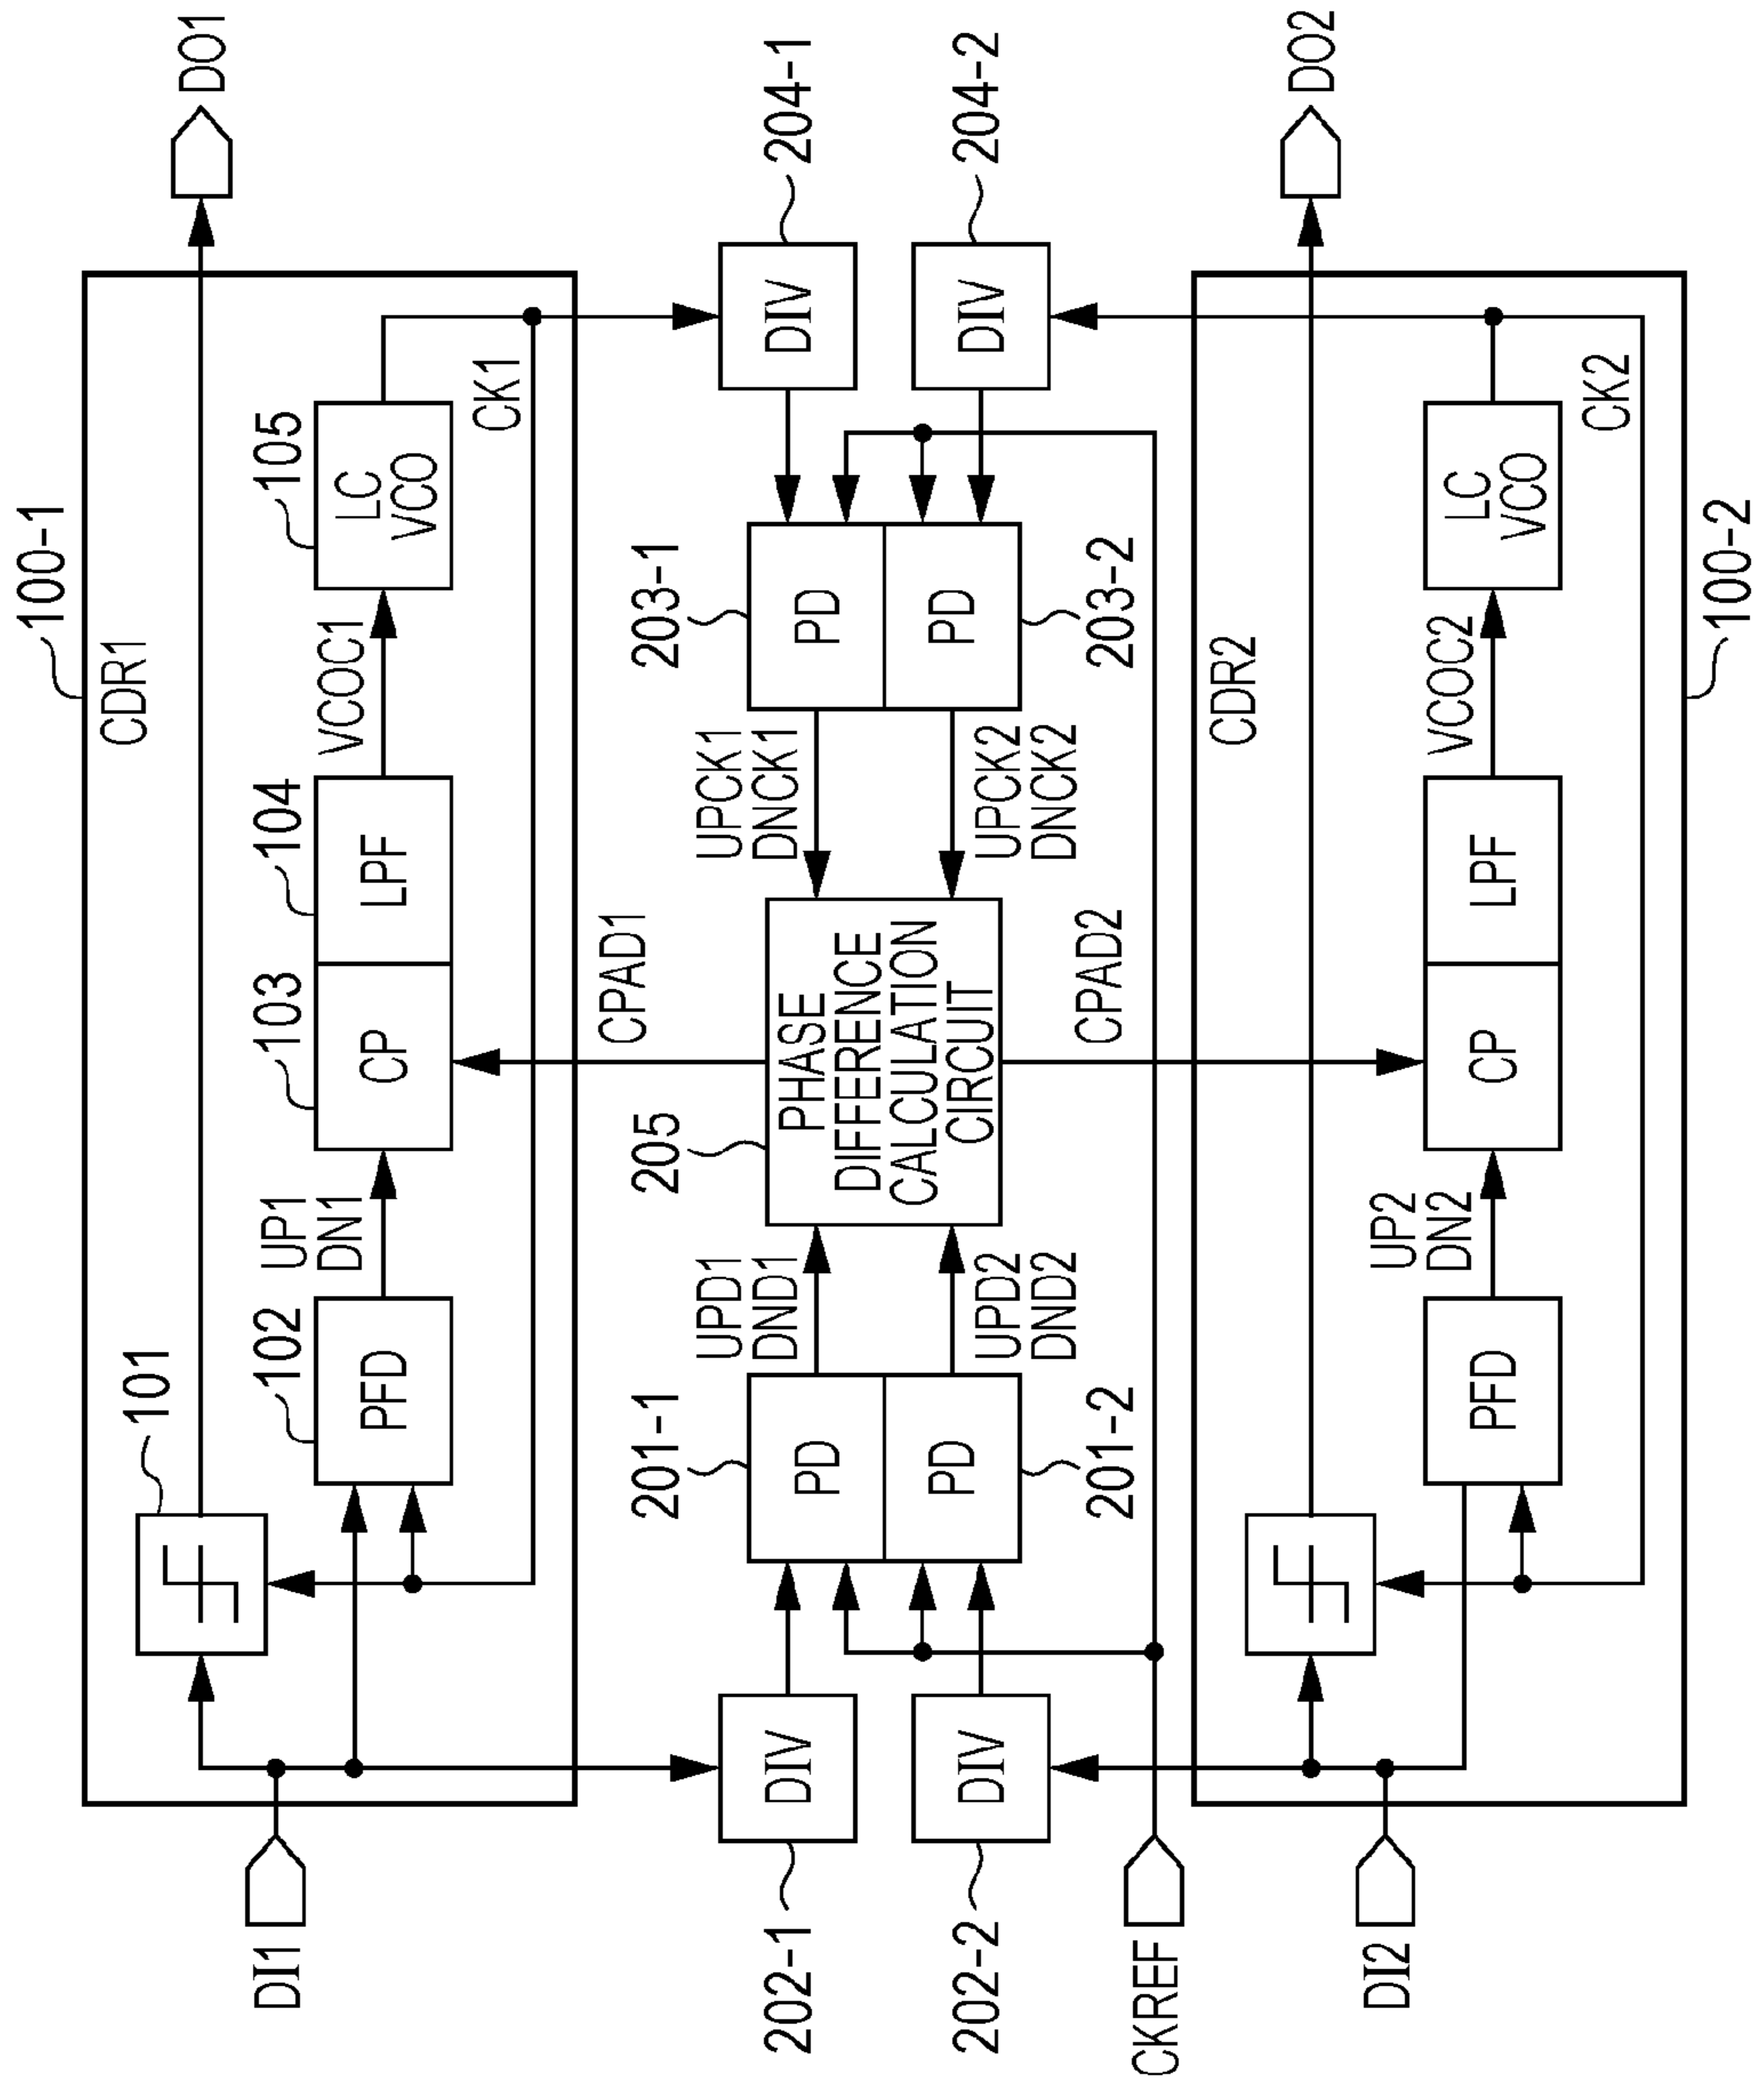 100-1
CDR1
DO1
101
102
103
104
105
PFD
UP1
DN1
CP
LPF
VCOC1
LC
VCO
CK1
DI1
CPAD1
202-1
DIV
201-1
PD
UPD1
DND1
205
PHASE
DIFFERENCE
CALCULATION
CIRCUIT
UPCK1
DNCK1
203-1
PD
DIV
204-1
202-2
DIV
PD
201-2
UPD2
DND2
UPCK2
DNCK2
PD
203-2
DIV
204-2
CPAD2
CKREF
CDR2
DO2
DI2
PFD
UP2
DN2
CP
LPF
VCOC2
LC
VCO
CK2
100-2